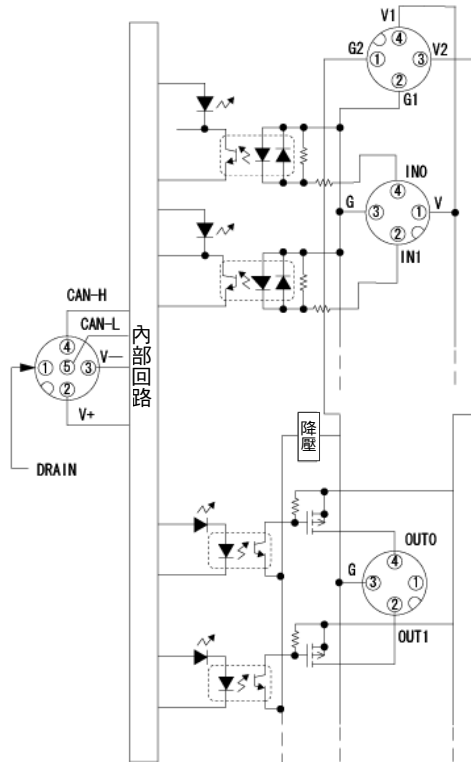 V1
G2 ④ V2
① ③
②
G1
IN0
④
G ③ ① V
②
IN1
CAN-H
CAN-L
④
① ⑤ ③ V—
②
V+
DRAIN
內部回路
降壓
OUT0
④
G ③ ①
②
OUT1